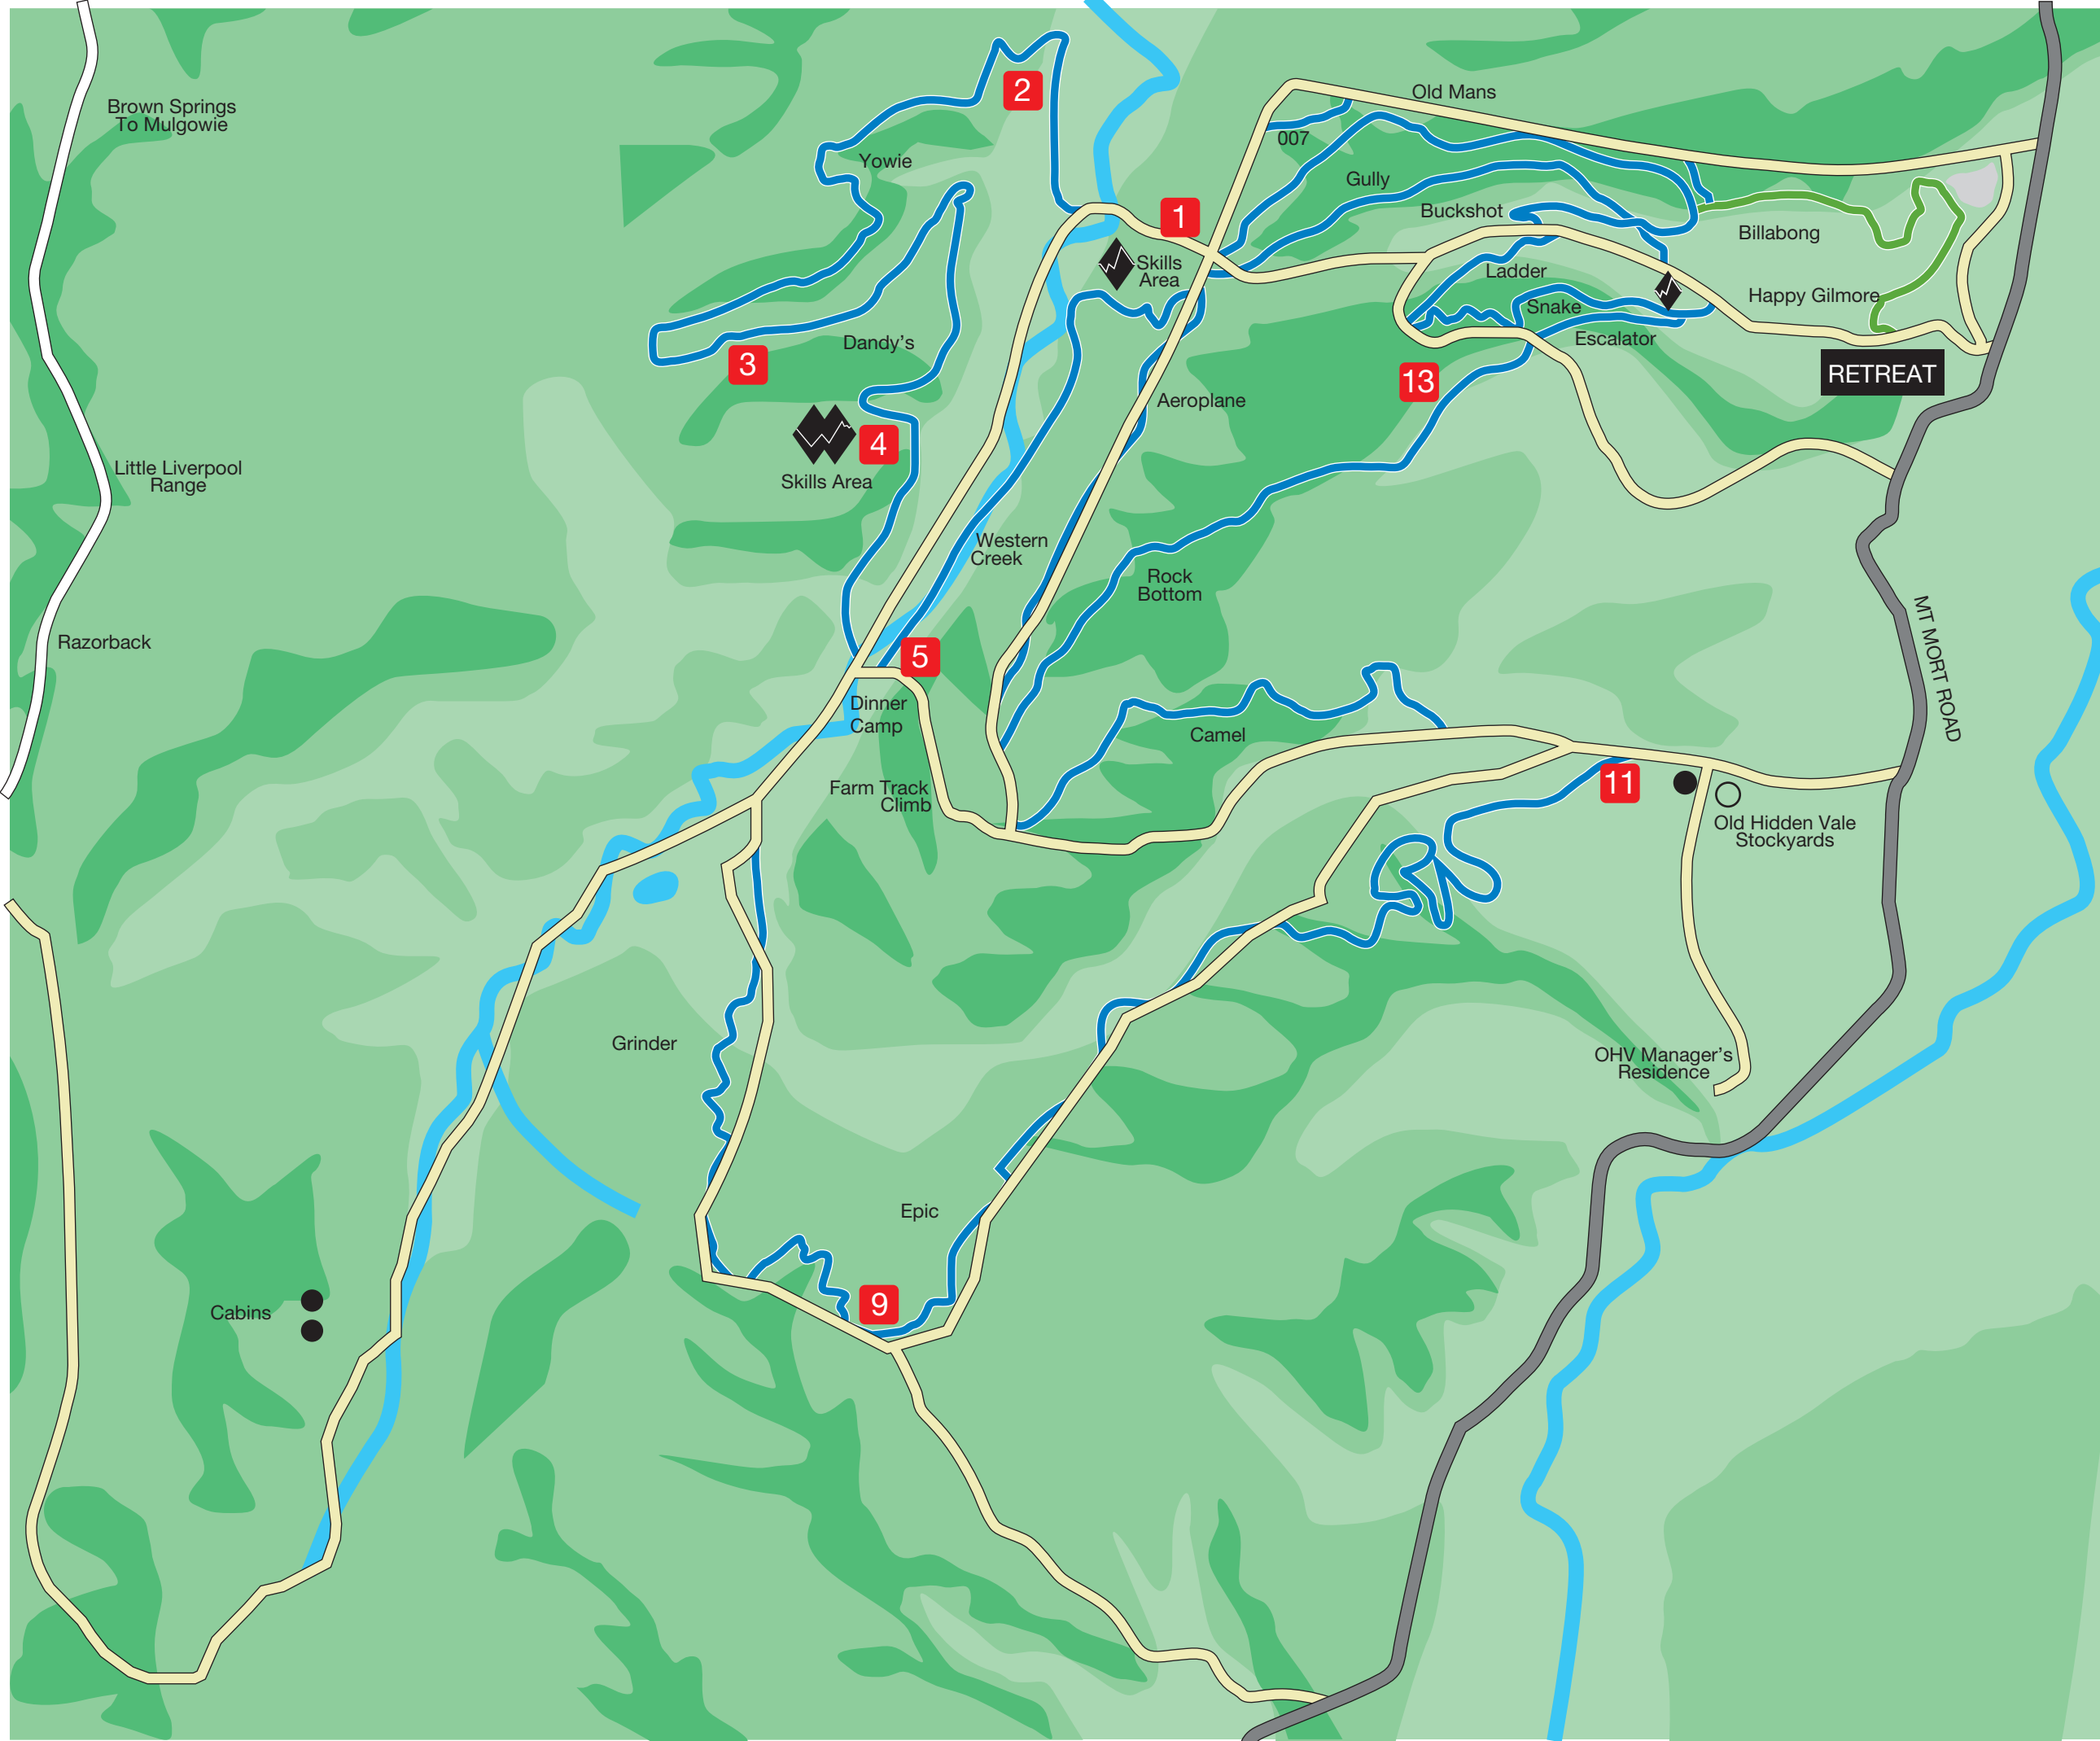 2
Old Mans
Brown Springs
To Mulgowie
007
Yowie
Gully
Buckshot
1
Billabong
Skills
Area
Ladder
Happy Gilmore
Snake
Escalator
Dandy's
3
13
RETREAT
Aeroplane
4
Little Liverpool
Range
Skills Area
Western
Creek
Rock
Bottom
MT MORT ROAD
Razorback
5
Dinner
Camp
Camel
11
Farm Track
Climb
Old Hidden Vale
Stockyards
Grinder
OHV Manager's
Residence
Epic
9
Cabins